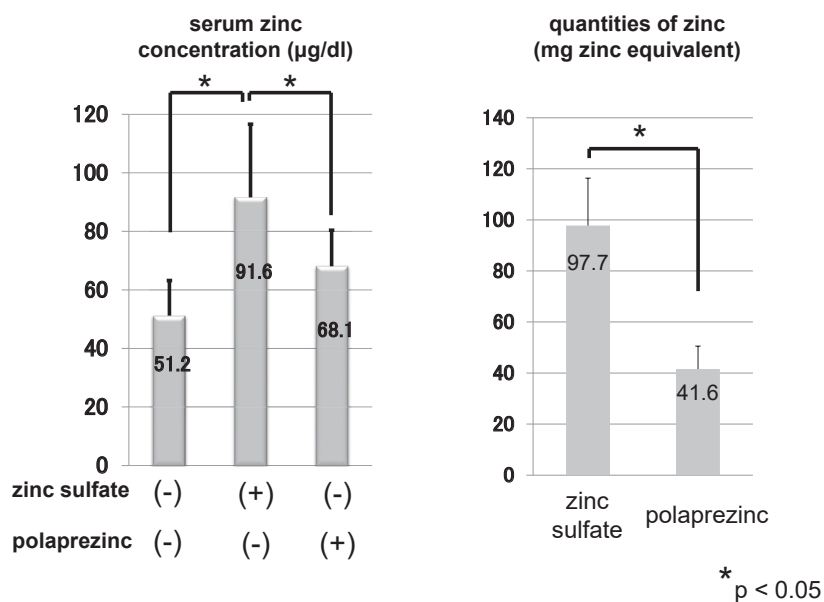 serum zinc
concentration (µg/dl)
* *
120
100
80
60
40
20
0
91.6
68.1
51.2
zinc sulfate (-) (+) (-)
polaprezinc (-) (-) (+)
quantities of zinc
(mg zinc equivalent)
*
140
120
100
80
60
40
20
0
97.7
41.6
zinc
sulfate
polaprezinc
* p < 0.05